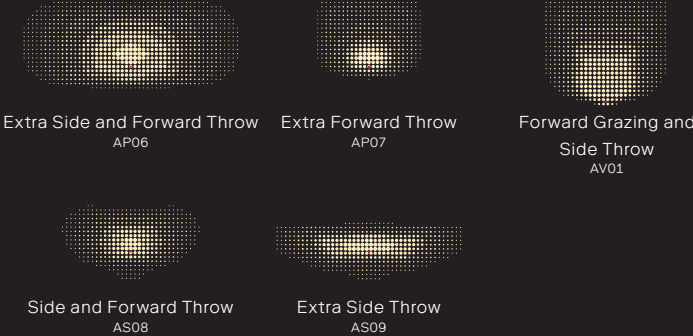 Extra Side and Forward Throw
AP06
Extra Forward Throw
AP07
Forward Grazing and
Side Throw
AV01
Side and Forward Throw
AS08
Extra Side Throw
AS09